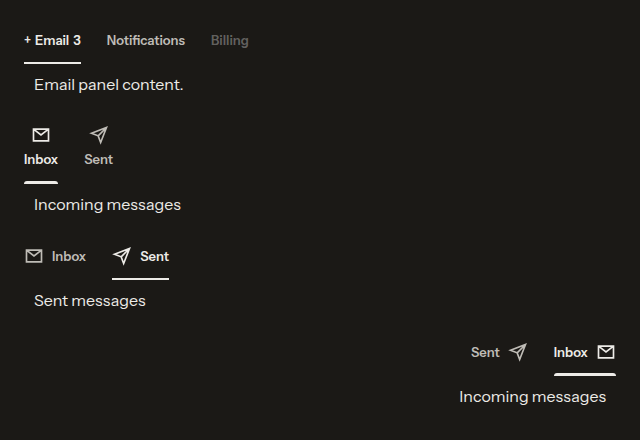 + Email 3 Notifications Billing
Email panel content.
Inbox Sent
Incoming messages
Inbox Sent
Sent messages
Sent Inbox
Incoming messages